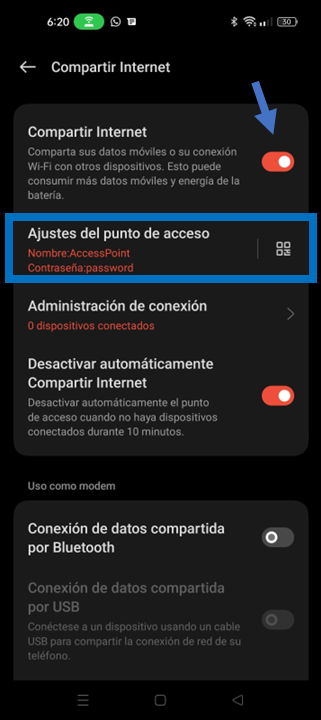 6:20
30
Compartir Internet
Compartir Internet
Comparta sus datos móviles o su conexión
Wi-Fi con otros dispositivos. Esto puede
consumir más datos móviles y energía de la
batería.
Ajustes del punto de acceso
Nombre:AccessPoint
Contraseña:password
Administración de conexión
0 dispositivos conectados
Desactivar automáticamente
Compartir Internet
Desactivar automáticamente el punto
de acceso cuando no haya dispositivos
conectados durante 10 minutos.
Uso como modem
Conexión de datos compartida
por Bluetooth
Conexión de datos compartida
por USB
Conéctese a un dispositivo usando un cable
USB para compartir la conexión de red de su
teléfono.